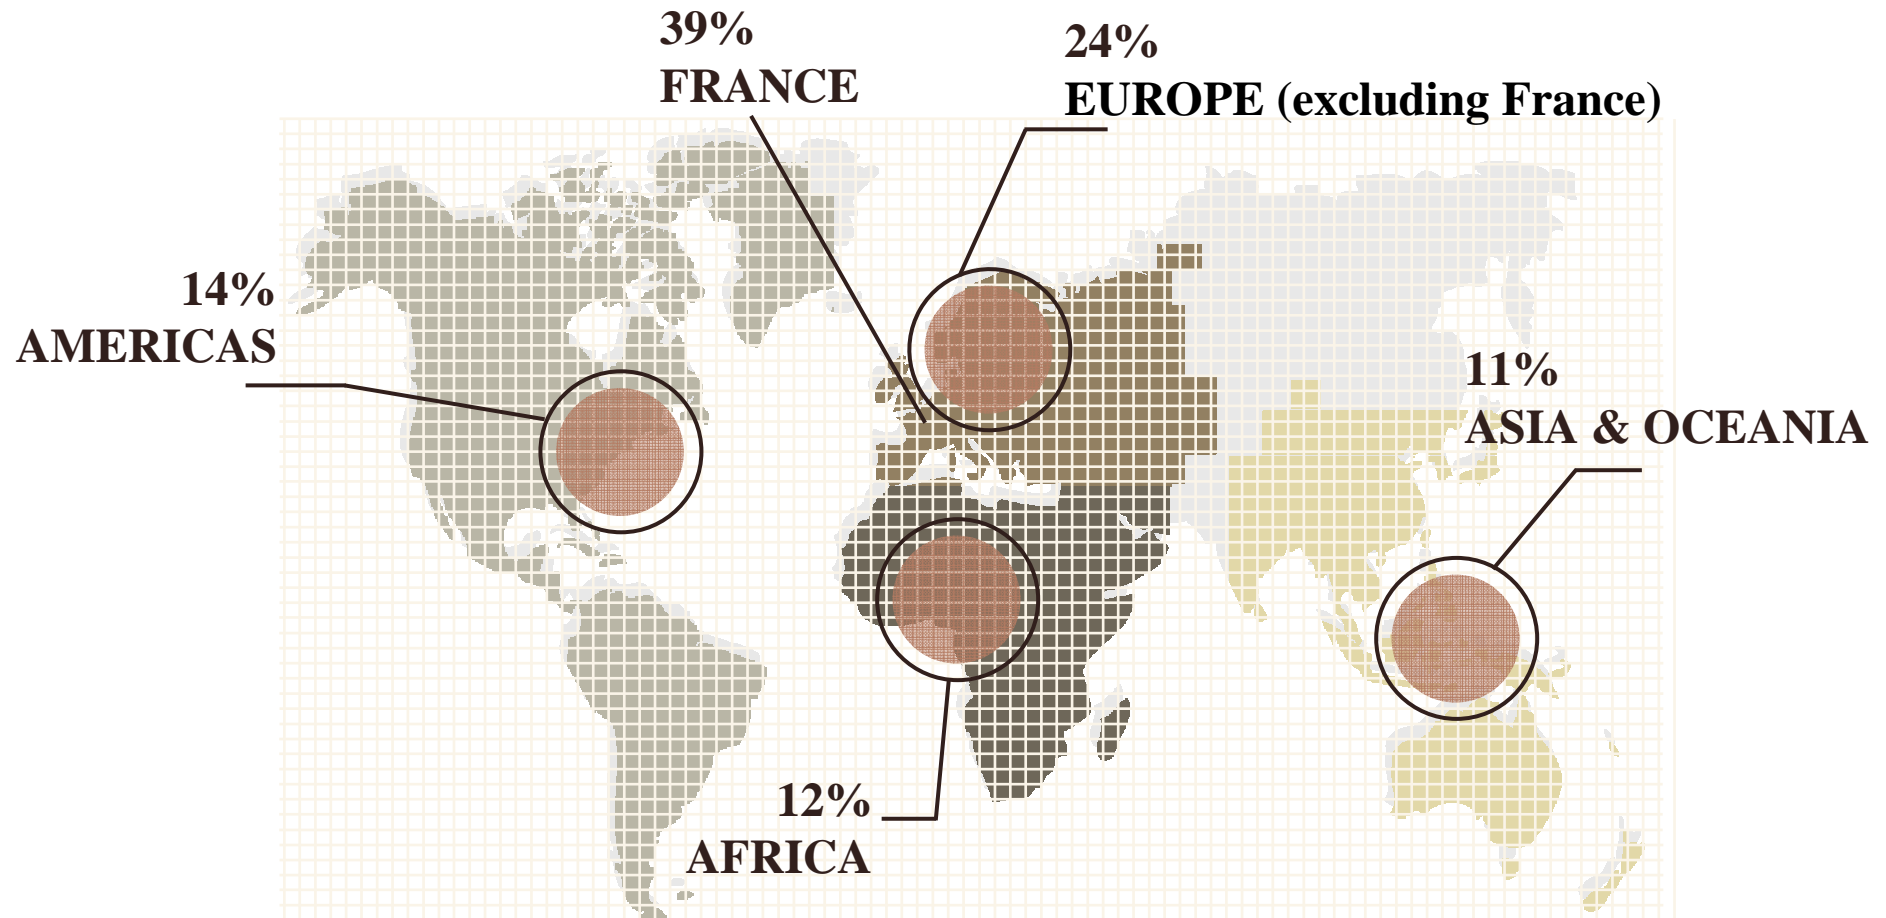 39%
FRANCE
24%
EUROPE (excluding France)
14%
AMERICAS
11%
ASIA & OCEANIA
12%
AFRICA